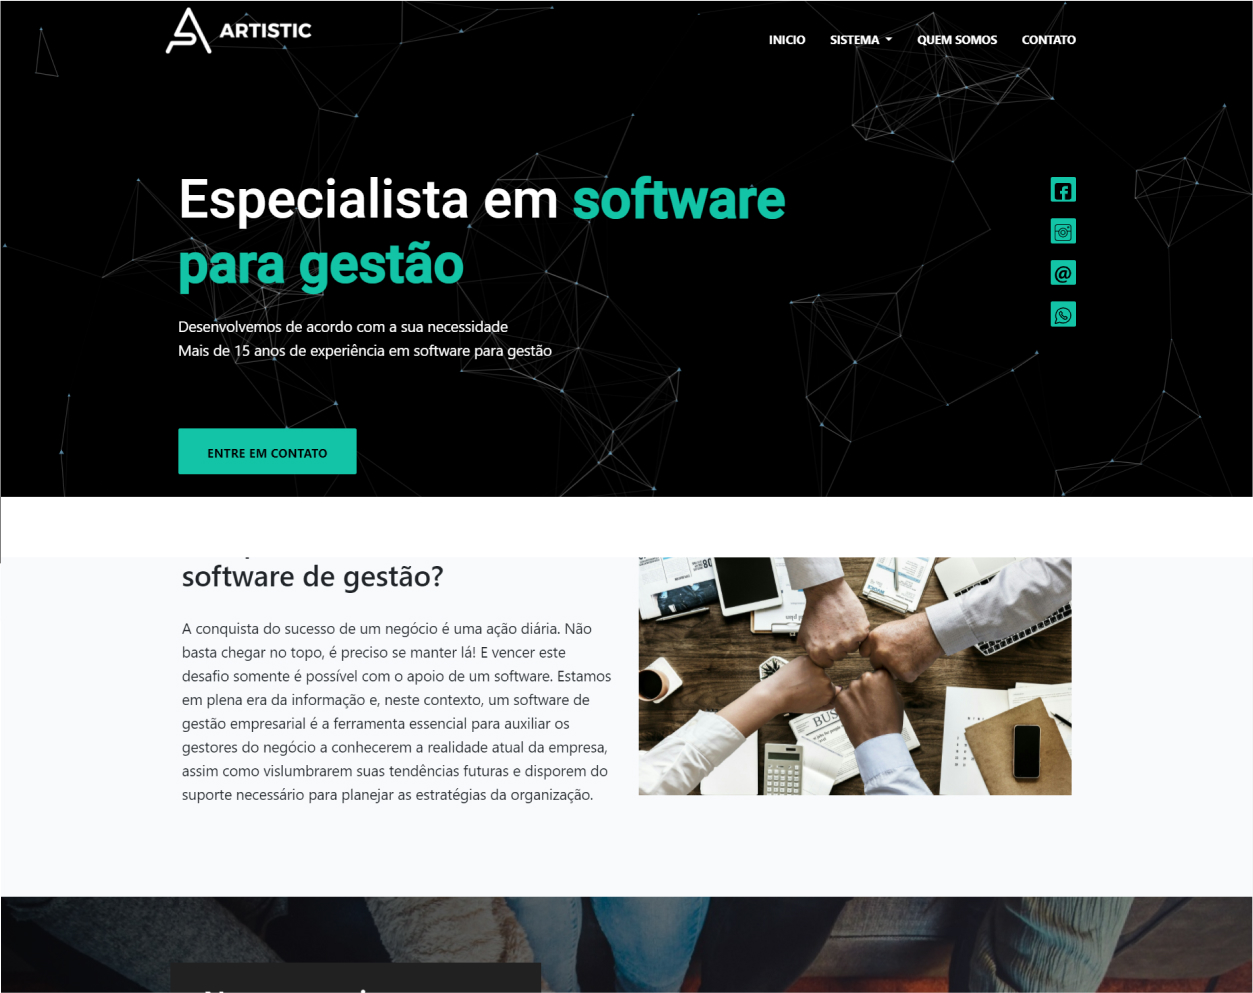 ARTISTIC
INICIO SISTEMA QUEM SOMOS CONTATO
Especialista em software
para gestão
Desenvolvemos de acordo com a sua necessidade
Mais de 15 anos de experiência em software para gestão
ENTRE EM CONTATO
software de gestão?
A conquista do sucesso de um negócio é uma ação diária. Não
basta chegar no topo, é preciso se manter lá! E vencer este
desafio somente é possível com o apoio de um software. Estamos
em plena era da informação e, neste contexto, um software de
gestão empresarial é a ferramenta essencial para auxiliar os
gestores do negócio a conhecerem a realidade atual da empresa,
assim como vislumbrarem suas tendências futuras e disporem do
suporte necessário para planejar as estratégias da organização.